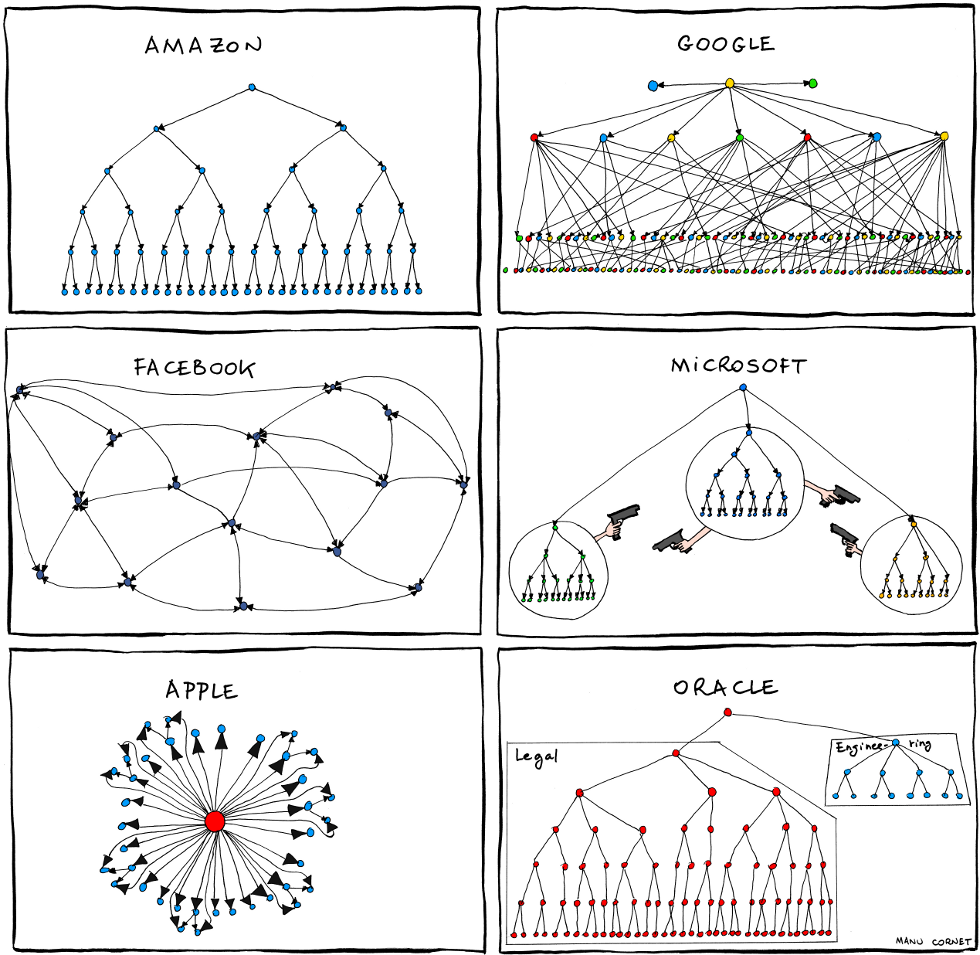 AMAZON
GOOGLE
FACEBOOK
MiCROSOFT
APPLE
ORACLE
Legal
Enginee- ring
MANU CORNET